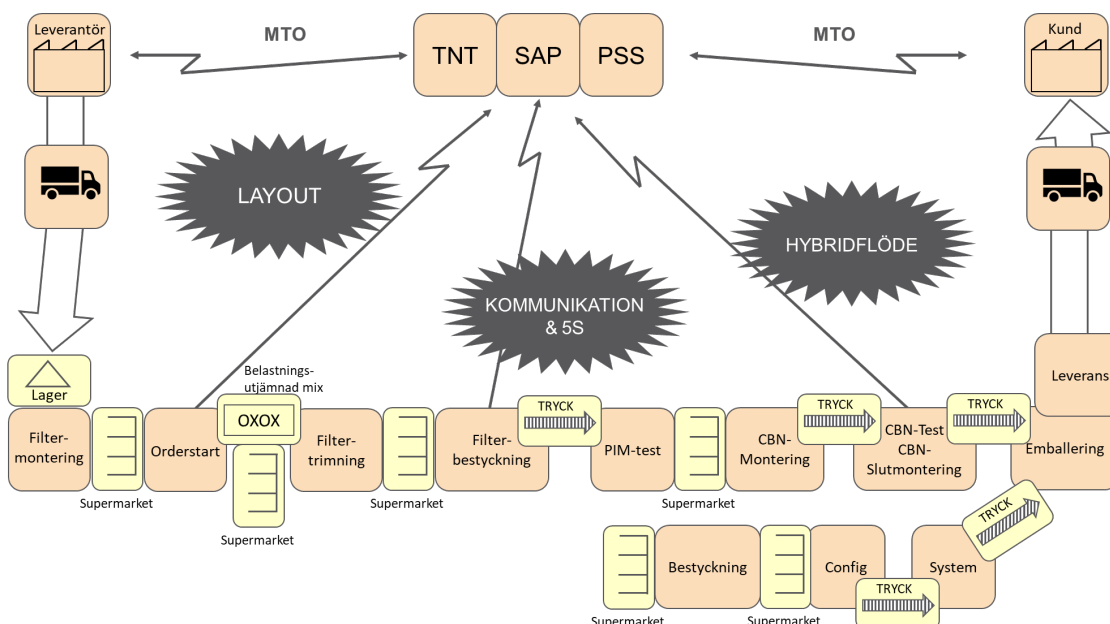 Leverantör
MTO
TNT
SAP
PSS
MTO
Kund
LAYOUT
HYBRIDFLÖDE
KOMMUNIKATION
& 5S
Lager
Belastnings-
utjämnad mix
OXOX
TRYCK
TRYCK
TRYCK
Leverans
Filter-
montering
Orderstart
Filter-
trimning
Filter-
bestyckning
PIM-test
CBN-
Montering
CBN-Test
CBN-
Slutmontering
Emballering
Supermarket
Supermarket
Supermarket
Supermarket
TRYCK
Bestyckning
Config
System
TRYCK
Supermarket
Supermarket